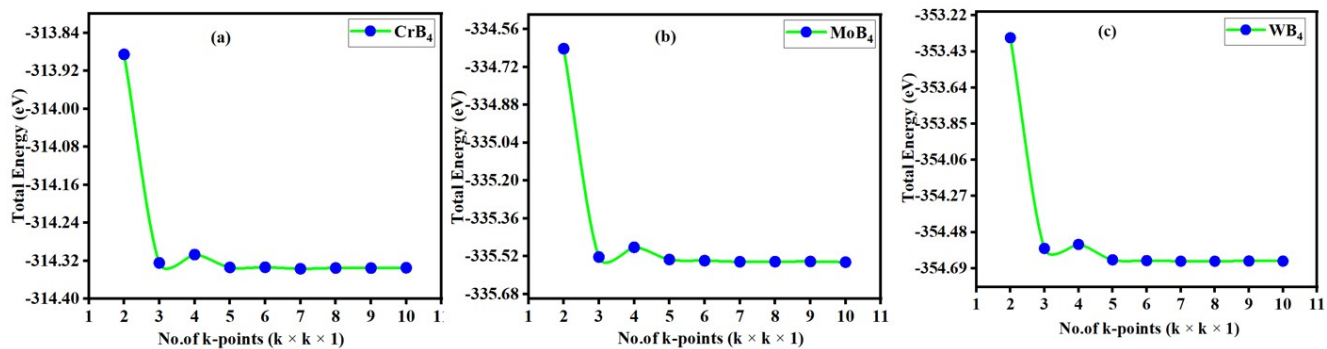 (a)
CrB4
Total Energy (eV)
-313.84
-313.92
-314.00
-314.08
-314.16
-314.24
-314.32
-314.40
1 2 3 4 5 6 7 8 9 10 11
No.of k-points (k × k × 1)
(b)
MoB4
Total Energy (eV)
-334.56
-334.72
-334.88
-335.04
-335.20
-335.36
-335.52
-335.68
1 2 3 4 5 6 7 8 9 10 11
No.of k-points (k × k × 1)
(c)
WB4
Total Energy (eV)
-353.22
-353.43
-353.64
-353.85
-354.06
-354.27
-354.48
-354.69
1 2 3 4 5 6 7 8 9 10 11
No.of k-points (k × k × 1)